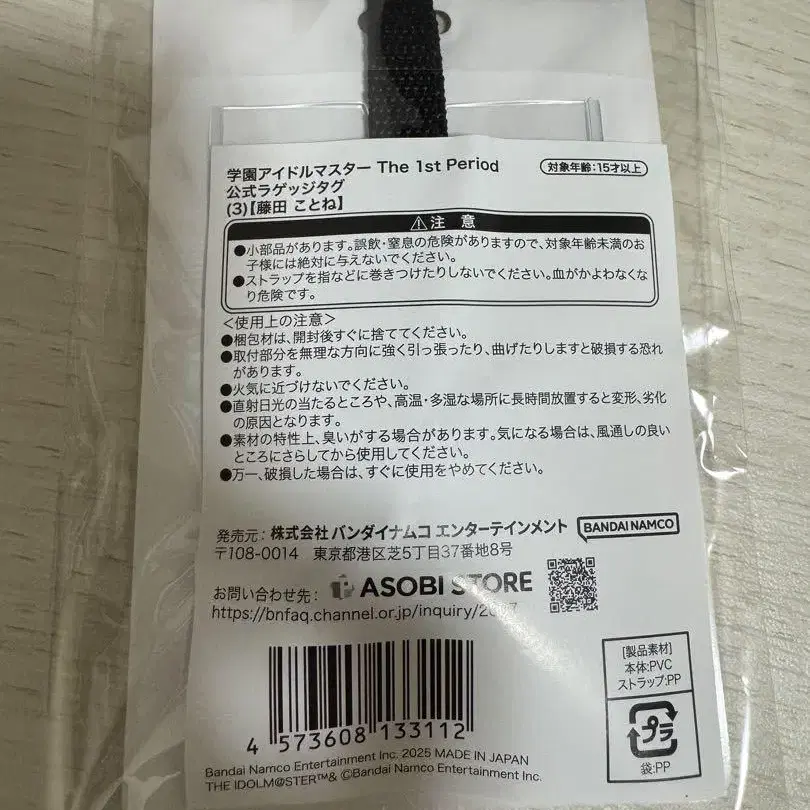 学園アイドルマスター The 1st Period
対象年齢:15才以上
公式ラゲッジタグ
(3)【藤田 ことね】
⚠注 意
●小部品があります。誤飲・窒息の危険がありますので、対象年齢未満のお
子様には絶対に与えないでください。
●ストラップを指などに巻きつけたりしないでください。血がかよわなくな
り危険です。
<使用上の注意>
●梱包材は、開封後すぐに捨ててください。
●取付部分を無理な方向に強く引っ張ったり、曲げたりしますと破損する恐れ
があります。
●火気に近づけないでください。
●直射日光の当たるところや、高温・多湿な場所に長時間放置すると変形、劣化
の原因となります。
●素材の特性上、臭いがする場合があります。気になる場合は、風通しの良い
ところにさらしてから使用してください。
●万一、破損した場合は、すぐに使用をやめてください。
発売元:株式会社 バンダイナムコ エンターテインメント
BANDAI NAMCO
〒108-0014 東京都港区芝5丁目37番地8号
お問い合わせ先:
ASOBI STORE
[製品素材]
本体:PVC
ストラップ:PP
プラ
袋:PP
4 573608 133112
Bandai Namco Entertainment Inc. 2025 MADE IN JAPAN
THE IDOLM@STER™& ©Bandai Namco Entertainment Inc.